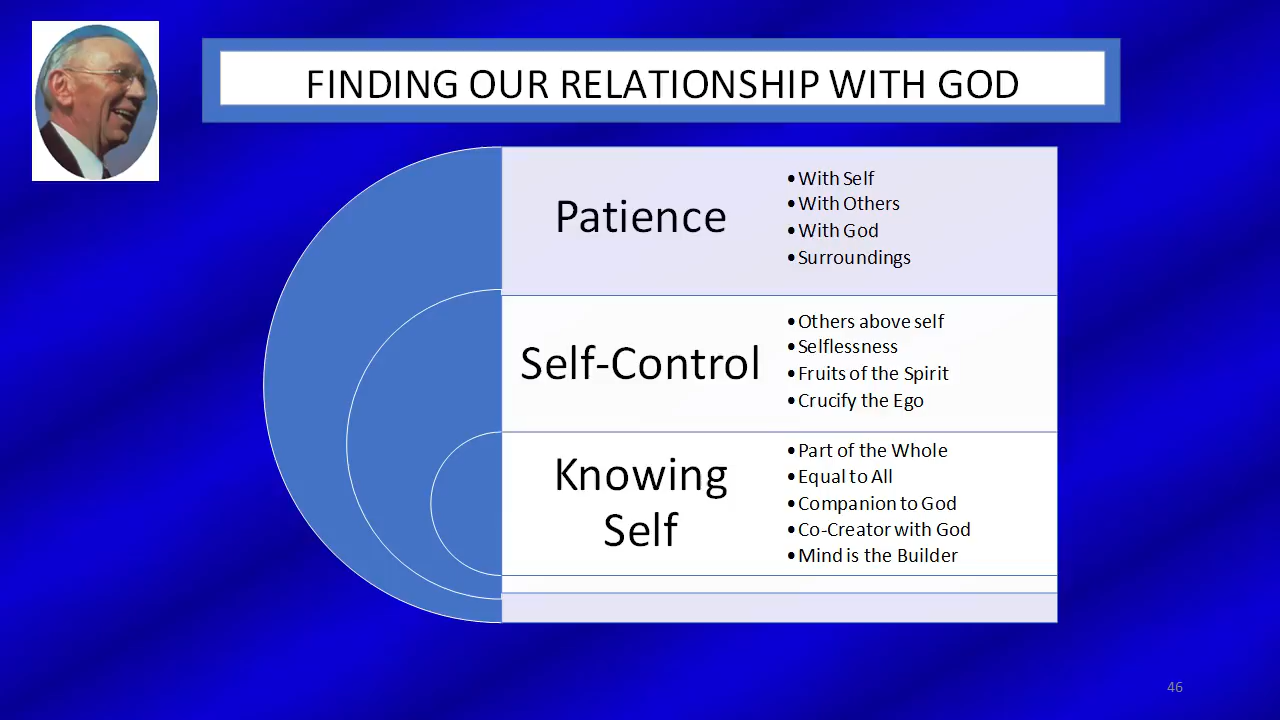 FINDING OUR RELATIONSHIP WITH GOD
Patience
• With Self
• With Others
• With God
• Surroundings
Self-Control
• Others above self
• Selflessness
• Fruits of the Spirit
• Crucify the Ego
Knowing
Self
• Part of the Whole
• Equal to All
• Companion to God
• Co-Creator with God
• Mind is the Builder
46